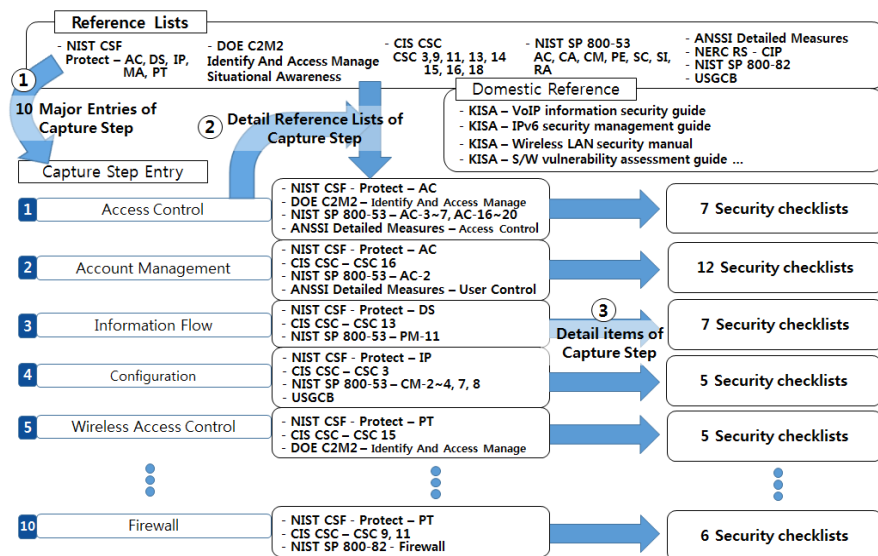 Reference Lists
- NIST CSF
Protect – AC, DS, IP,
MA, PT
- DOE C2M2
Identify And Access Manage
Situational Awareness
- CIS CSC
CSC 3,9, 11, 13, 14
15, 16, 18
- NIST SP 800-53
AC, CA, CM, PE, SC, SI,
RA
- ANSSI Detailed Measures
- NERC RS - CIP
- NIST SP 800-82
- USGCB
1
10 Major Entries of
Capture Step
2 Detail Reference Lists of
Capture Step
Domestic Reference
- KISA – VoIP information security guide
- KISA – IPv6 security management guide
- KISA – Wireless LAN security manual
- KISA – S/W vulnerability assessment guide ...
Capture Step Entry
1 Access Control
- NIST CSF - Protect – AC
- DOE C2M2 – Identify And Access Manage
- NIST SP 800-53 – AC-3~7, AC-16~20
- ANSSI Detailed Measures – Access Control
7 Security checklists
2 Account Management
- NIST CSF - Protect – AC
- CIS CSC – CSC 16
- NIST SP 800-53 – AC-2
- ANSSI Detailed Measures – User Control
12 Security checklists
3 Information Flow
- NIST CSF - Protect – DS
- CIS CSC – CSC 13
- NIST SP 800-53 – PM-11
3
Detail items of
Capture Step
7 Security checklists
4 Configuration
- NIST CSF - Protect – IP
- CIS CSC – CSC 3
- NIST SP 800-53 – CM-2~4, 7, 8
- USGCB
5 Security checklists
5 Wireless Access Control
- NIST CSF - Protect – PT
- CIS CSC – CSC 15
- DOE C2M2 – Identify And Access Manage
5 Security checklists
10 Firewall
- NIST CSF - Protect – PT
- CIS CSC – CSC 9, 11
- NIST SP 800-82 - Firewall
6 Security checklists